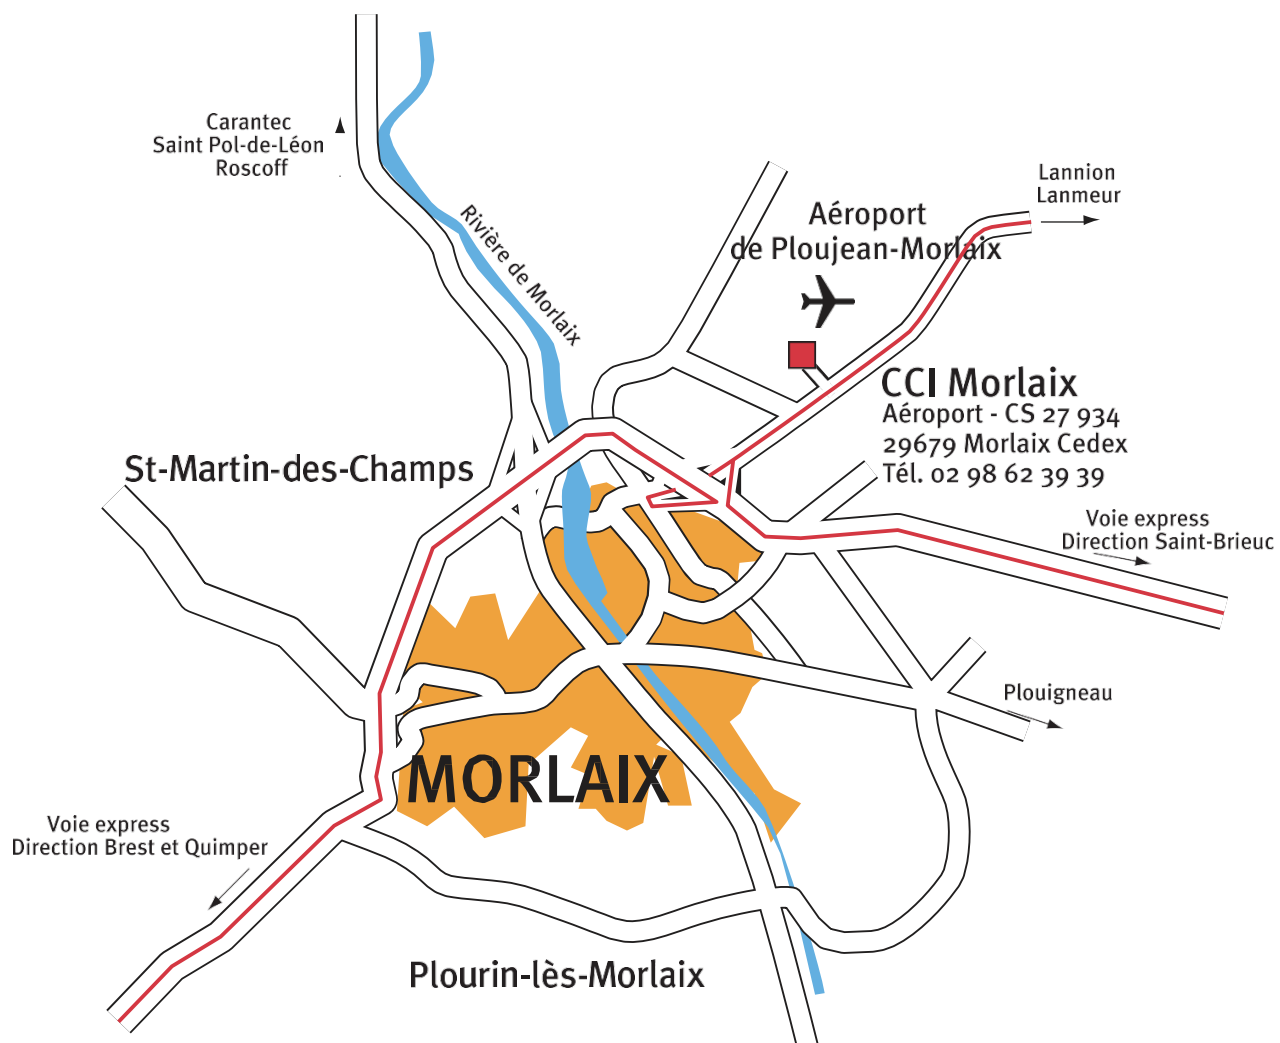 Carantec
Saint Pol-de-Léon
Roscoff
Rivière de Morlaix
Lannion
Lanmeur
Aéroport
de Ploujean-Morlaix
CCI Morlaix
Aéroport - CS 27 934
29679 Morlaix Cedex
Tél. 02 98 62 39 39
St-Martin-des-Champs
Voie express
Direction Saint-Brieuc
Plouigneau
MORLAIX
Voie express
Direction Brest et Quimper
Plourin-lès-Morlaix